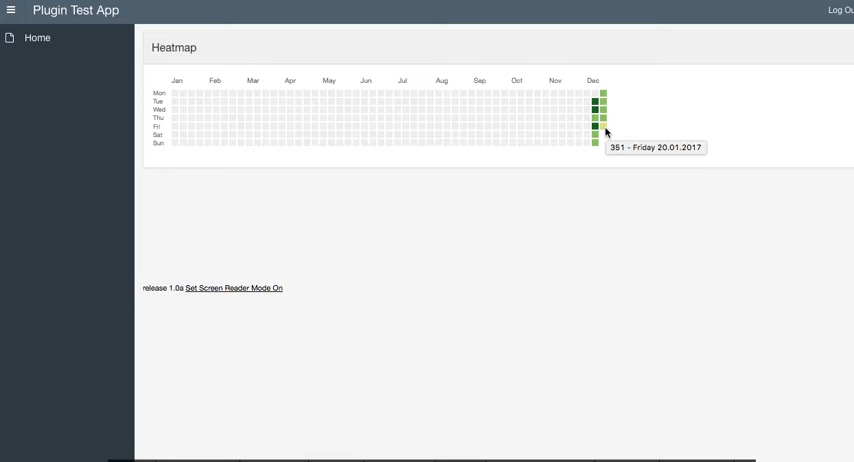 Plugin Test App
Log Ou
Home
Heatmap
Jan Feb Mar Apr May Jun Jul Aug Sep Oct Nov Dec
Mon
Tue
Wed
Thu
Fri
Sat
Sun
351 - Friday 20.01.2017
release 1.0a Set Screen Reader Mode On